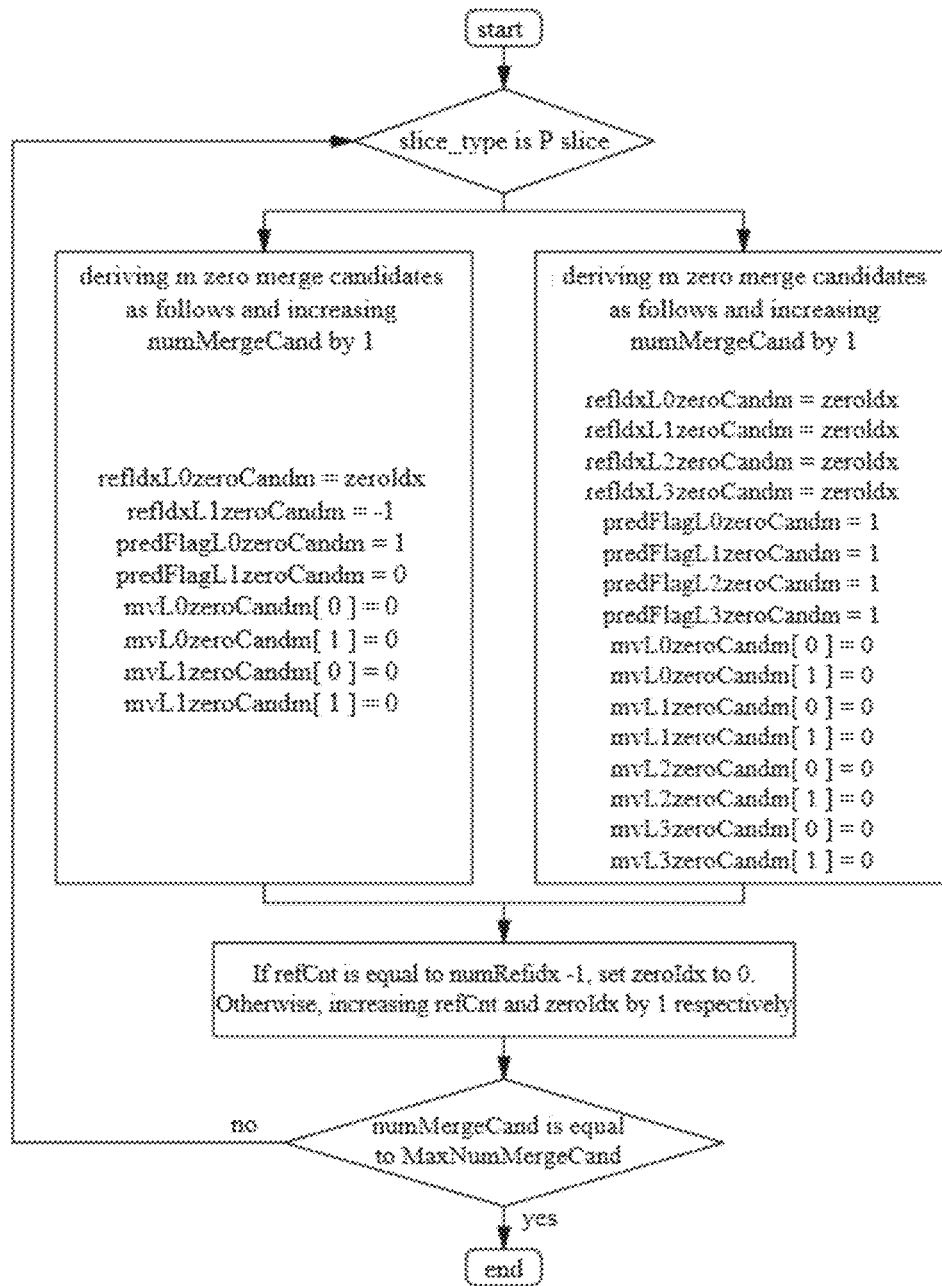 start
slice_type is P slice
deriving m zero merge candidates
as follows and increasing
numMergeCand by 1
refIdxL0zeroCandm = zeroIdx
refIdxL1zeroCandm = -1
predFlagL0zeroCandm = 1
predFlagL1zeroCandm = 0
mvL0zeroCandm[ 0 ] = 0
mvL0zeroCandm[ 1 ] = 0
mvL1zeroCandm[ 0 ] = 0
mvL1zeroCandm[ 1 ] = 0
deriving m zero merge candidates
as follows and increasing
numMergeCand by 1
refIdxL0zeroCandm = zeroIdx
refIdxL1zeroCandm = zeroIdx
refIdxL2zeroCandm = zeroIdx
refIdxL3zeroCandm = zeroIdx
predFlagL0zeroCandm = 1
predFlagL1zeroCandm = 1
predFlagL2zeroCandm = 1
predFlagL3zeroCandm = 1
mvL0zeroCandm[ 0 ] = 0
mvL0zeroCandm[ 1 ] = 0
mvL1zeroCandm[ 0 ] = 0
mvL1zeroCandm[ 1 ] = 0
mvL2zeroCandm[ 0 ] = 0
mvL2zeroCandm[ 1 ] = 0
mvL3zeroCandm[ 0 ] = 0
mvL3zeroCandm[ 1 ] = 0
If refCnt is equal to numRefidx -1, set zeroIdx to 0.
Otherwise, increasing refCnt and zeroIdx by 1 respectively
no
numMergeCand is equal
to MaxNumMergeCand
yes
end